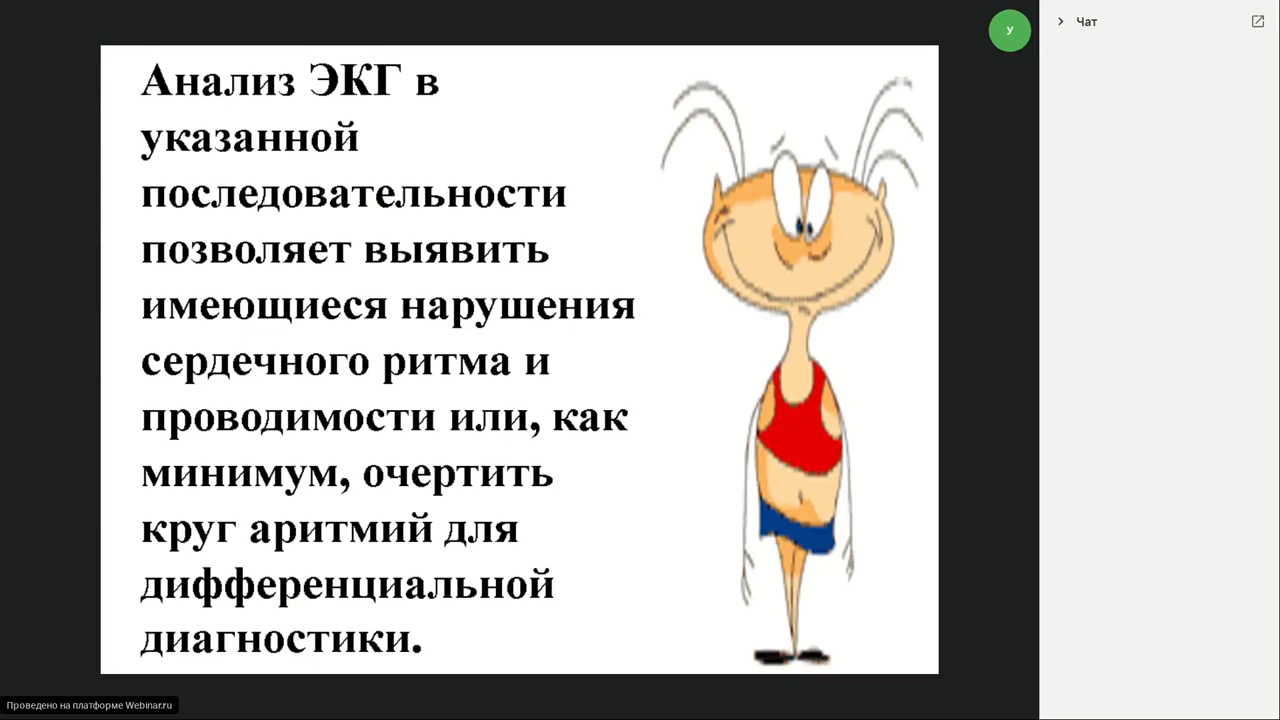 Анализ ЭКГ в
указанной
последовательности
позволяет выявить
имеющиеся нарушения
сердечного ритма и
проводимости или, как
минимум, очертить
круг аритмий для
дифференциальной
диагностики.
У
Чат
Проведено на платформе Webinar.ru